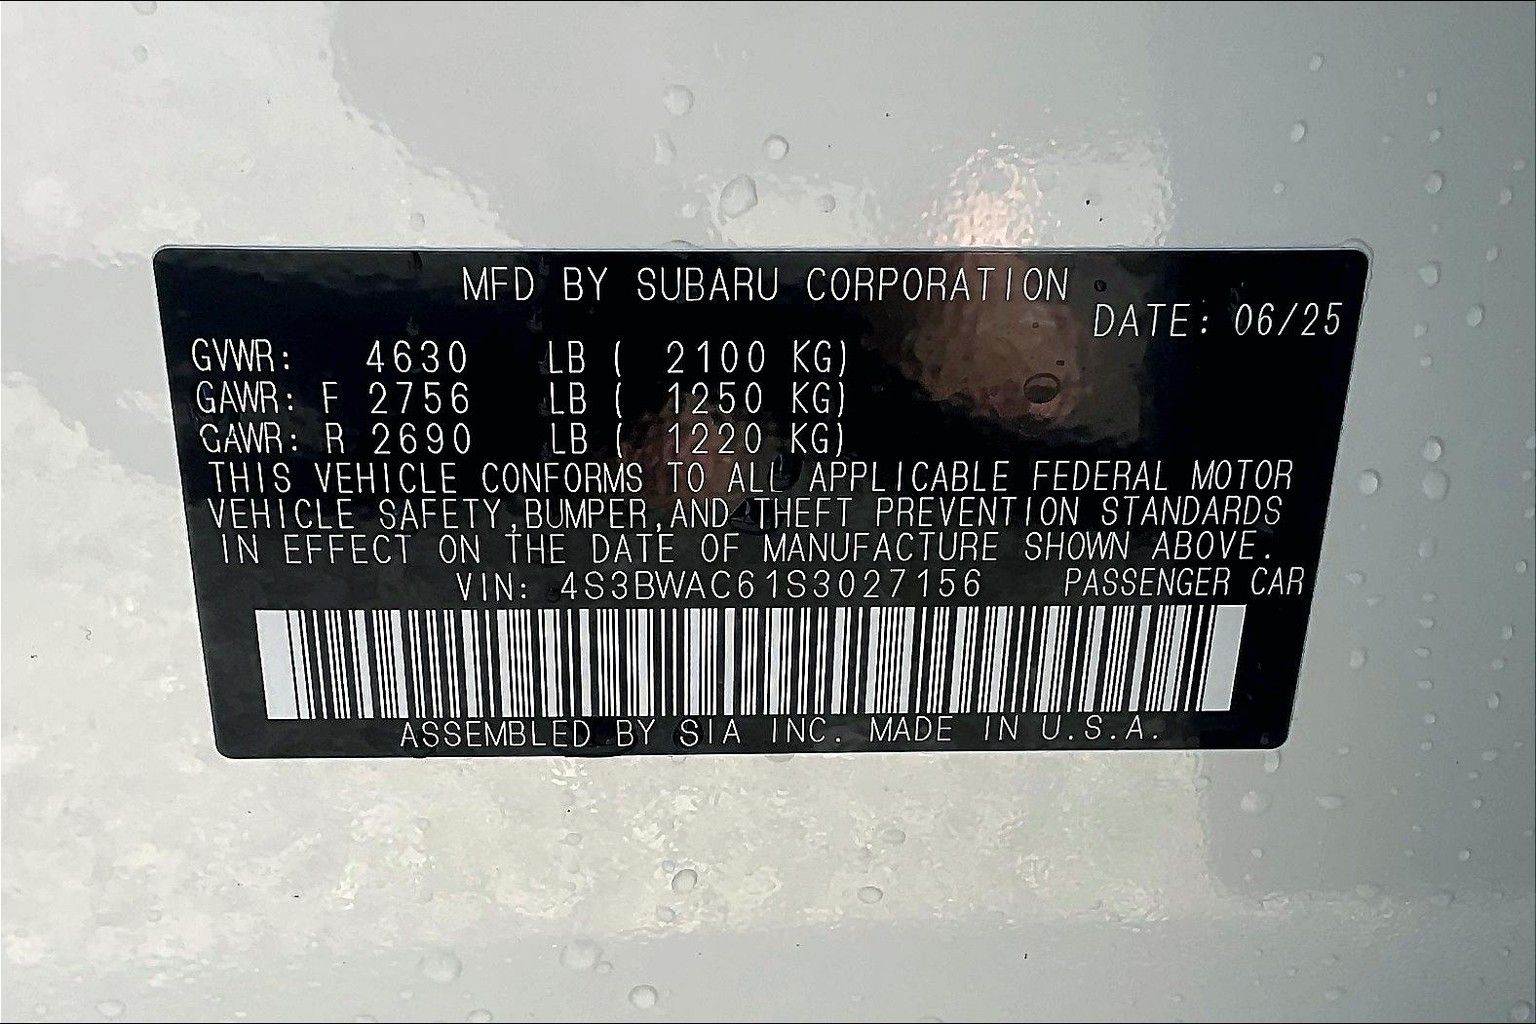 MFD BY SUBARU CORPORATION
DATE: 06/25
GVWR: 4630 LB ( 2100 KG)
GAWR: F 2756 LB ( 1250 KG)
GAWR: R 2690 LB ( 1220 KG)
THIS VEHICLE CONFORMS TO ALL APPLICABLE FEDERAL MOTOR
VEHICLE SAFETY,BUMPER,AND THEFT PREVENTION STANDARDS
IN EFFECT ON THE DATE OF MANUFACTURE SHOWN ABOVE.
VIN: 4S3BWAC61S3027156 PASSENGER CAR
ASSEMBLED BY SIA INC. MADE IN U.S.A.